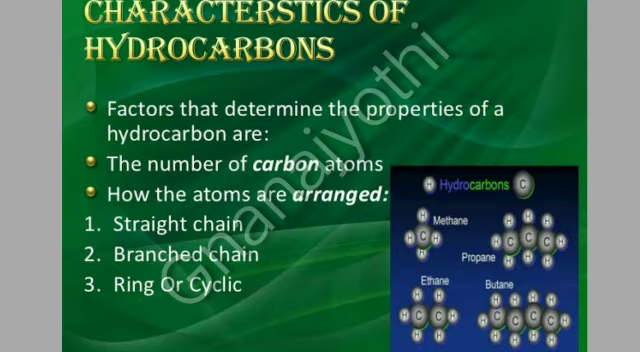 CHARACTERSTICS OF
HYDROCARBONS
Factors that determine the properties of a
hydrocarbon are:
The number of carbon atoms
How the atoms are arranged:
1. Straight chain
2. Branched chain
3. Ring Or Cyclic
H Hydrocarbons C
Methane
Propane
Ethane
Butane
Gnanajyothi